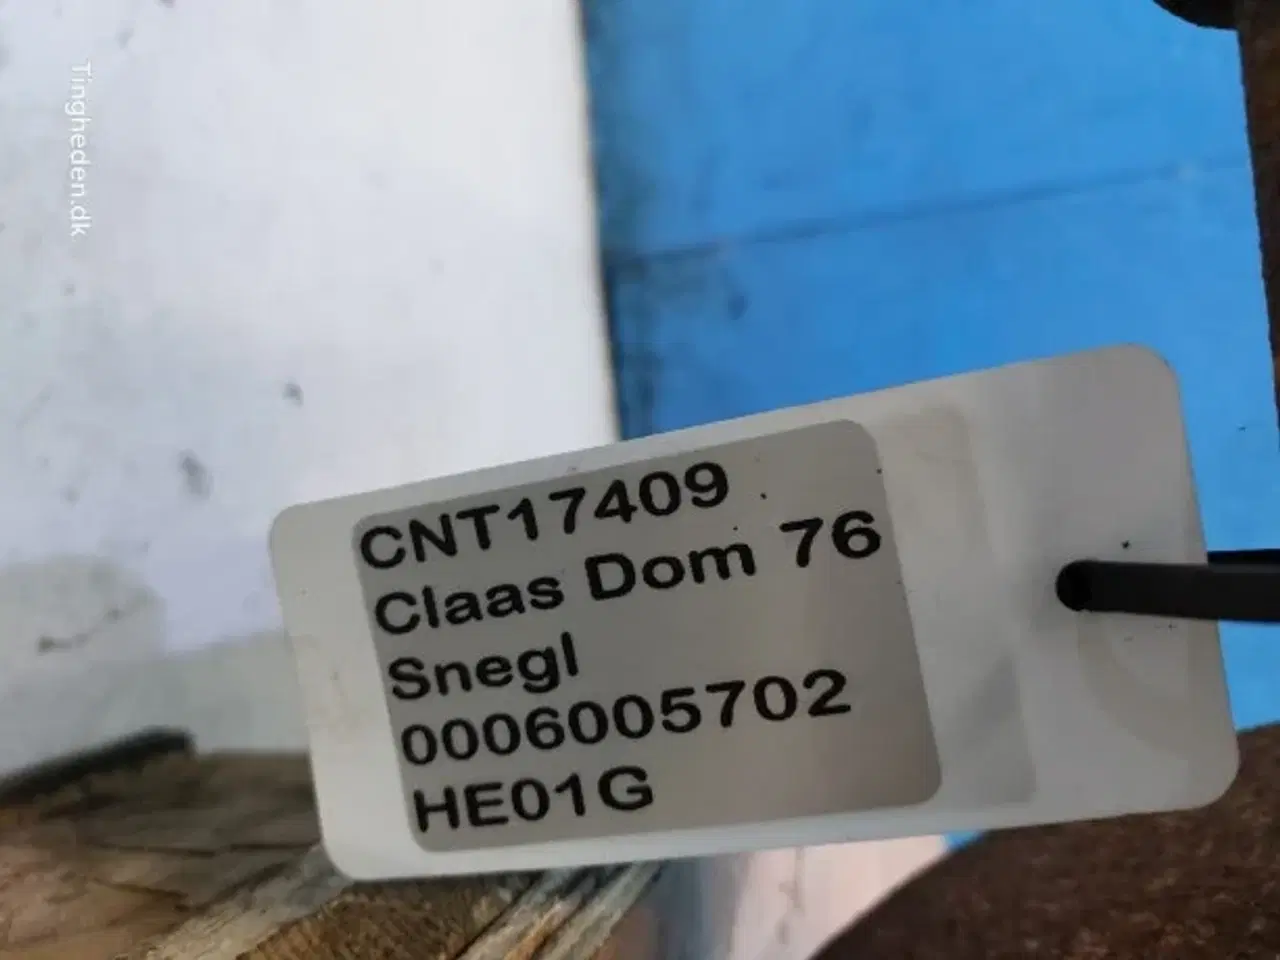 Tingheden.dk
CNT17409
Claas Dom 76
Snegl
0006005702
HE01G